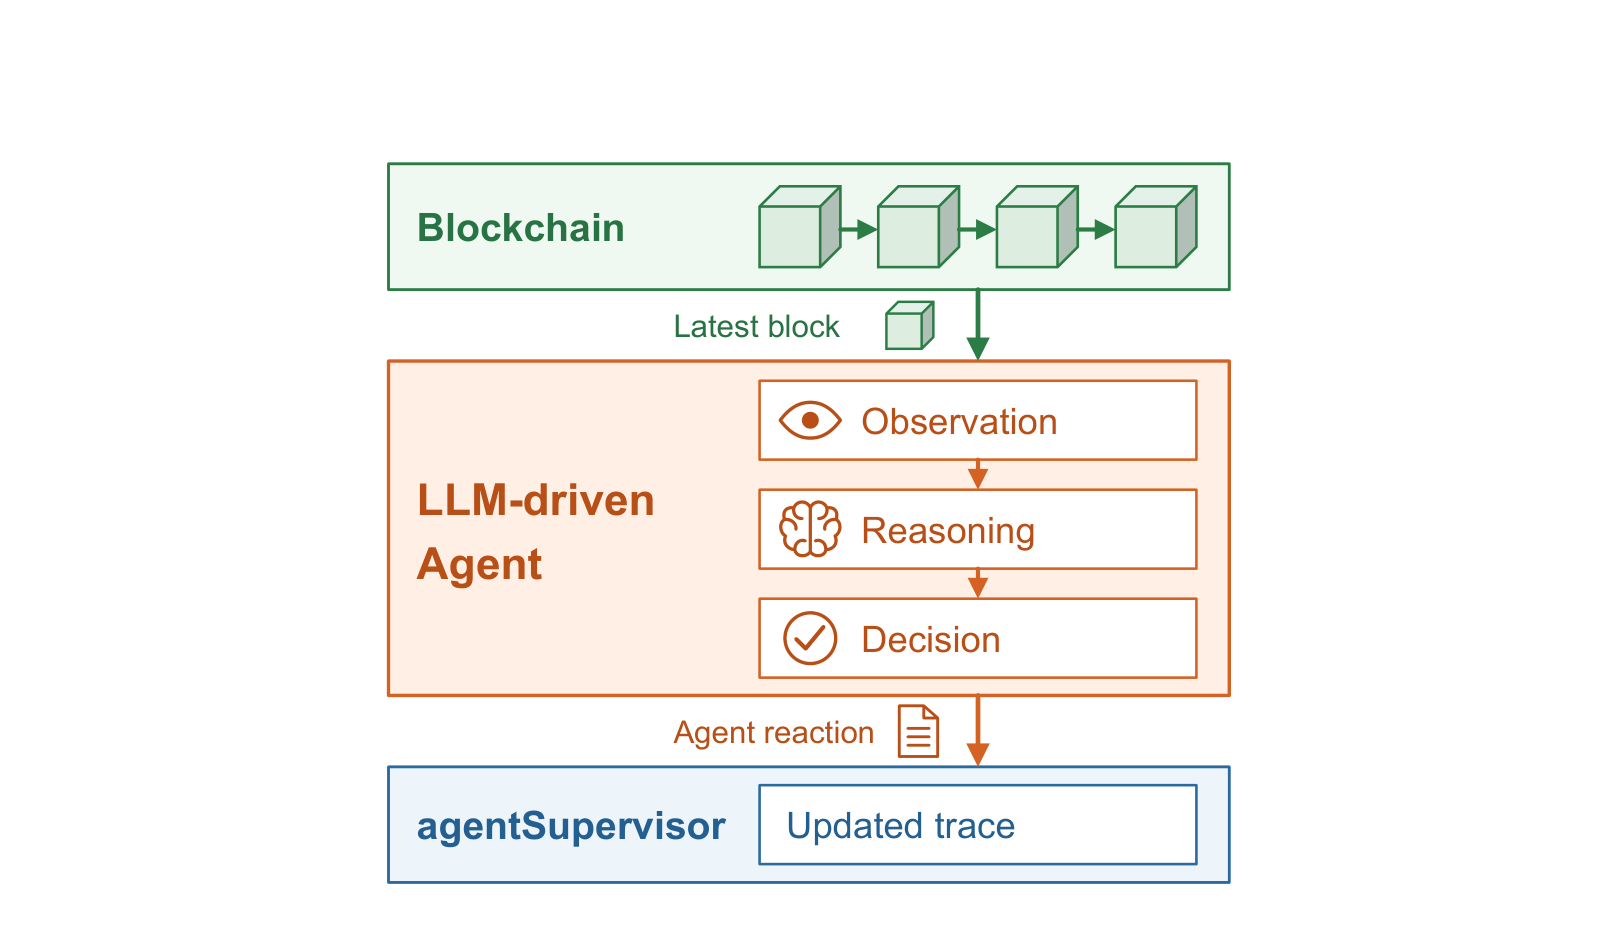 Blockchain
Latest block
Observation
LLM-driven
Agent
Reasoning
Decision
Agent reaction
agentSupervisor
Updated trace